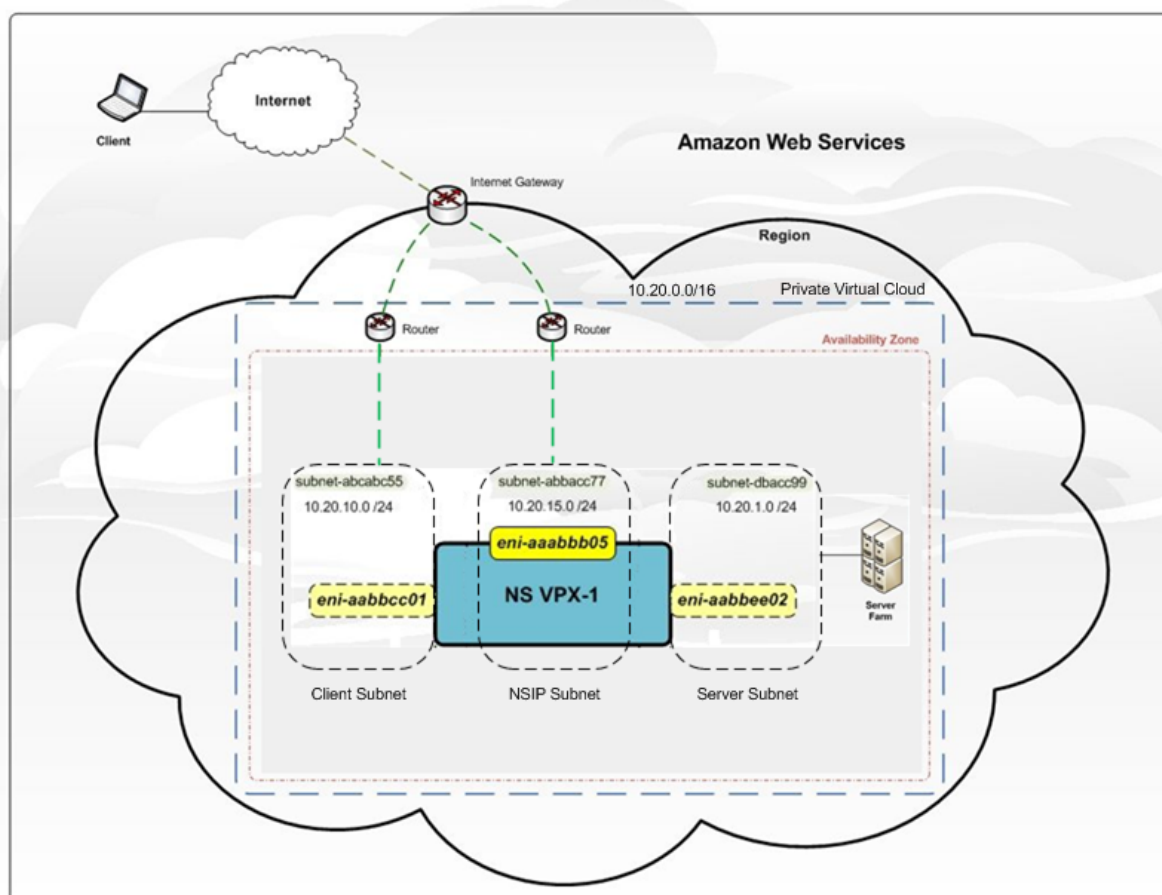 Internet
Client
Amazon Web Services
Internet Gateway
Region
10.20.0.0/16
Private Virtual Cloud
Router
Router
Availability Zone
subnet-abcabc55
subnet-abbacc77
subnet-dbacc99
10.20.10.0 /24
10.20.15.0 /24
10.20.1.0 /24
eni-aaabbb05
eni-aabbcc01
NS VPX-1
eni-aabbee02
Server
Farm
Client Subnet
NSIP Subnet
Server Subnet